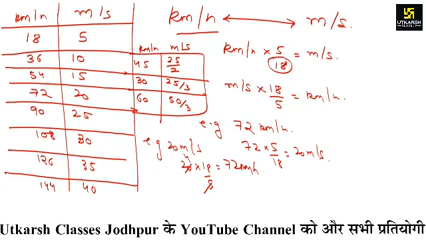 km/h m/s
18 5
36 10
54 15
72 20
90 25
108 30
126 35
144 40
km/h m/s
45 25/2
30 25/3
60 50/3
km/h ⟷ m/s.
km/h × 5/18 = m/s.
m/s × 18/5 = km/h.
e.g 72 km/h.
72 × 5/18 = 20 m/s.
e.g 20 m/s
20 × 18/5 = 72 kmh
UTKARSH
CLASSES
Utkarsh Classes Jodhpur के YouTube Channel को और सभी प्रतियोगी